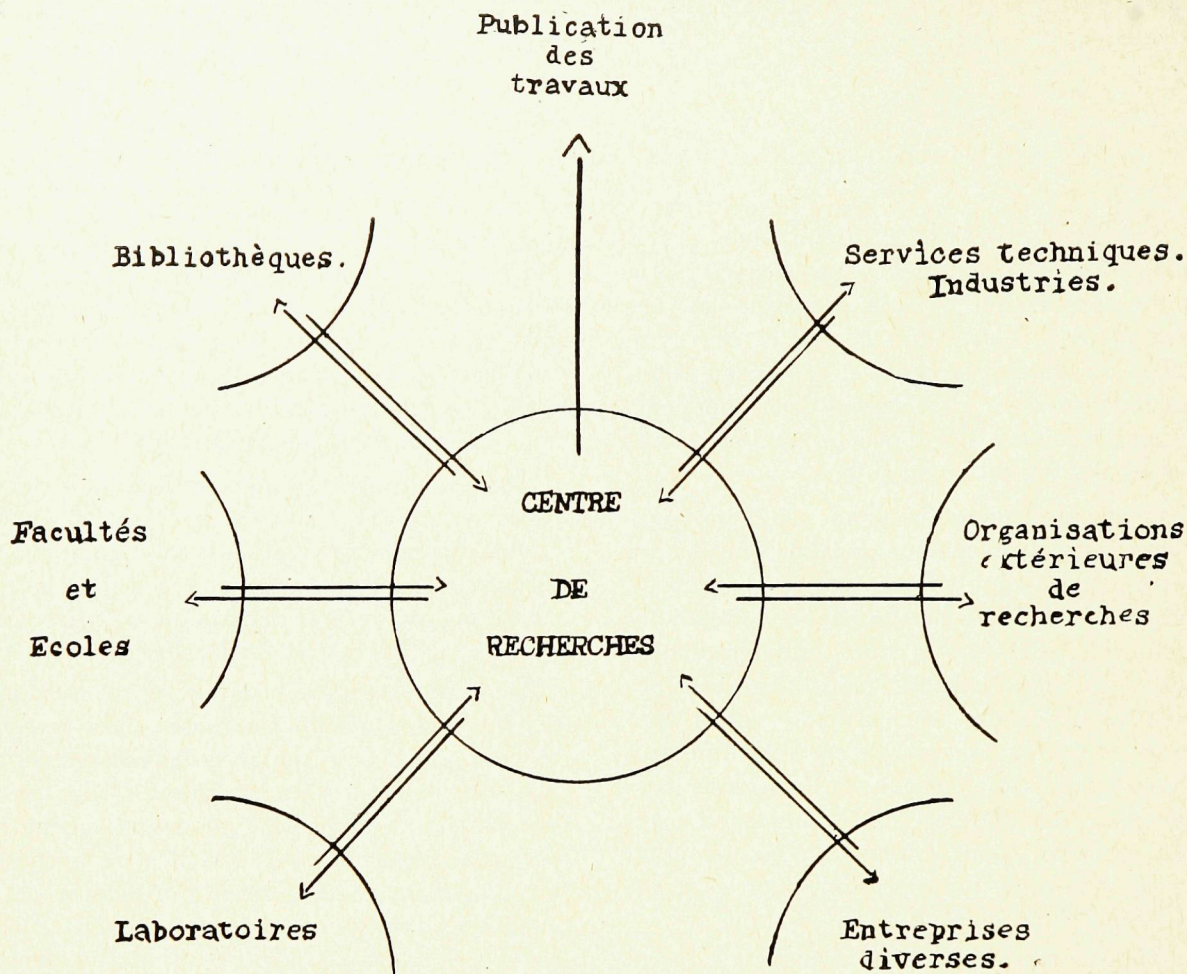 Publication
des
travaux
Bibliothèques.
Services techniques.
Industries.
CENTRE
DE
RECHERCHES
Facultés
et
Ecoles
Organisations
extérieures
de
recherches
Laboratoires
Entreprises
diverses.